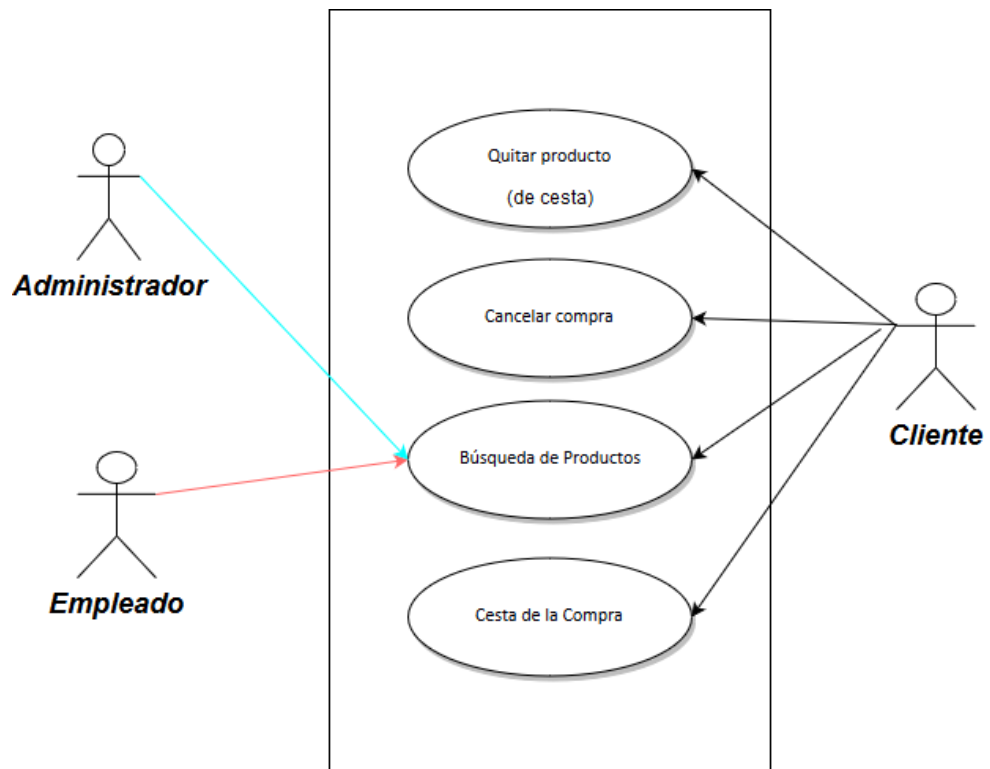 Quitar producto
(de cesta)
Administrador
Cancelar compra
Cliente
Búsqueda de Productos
Empleado
Cesta de la Compra